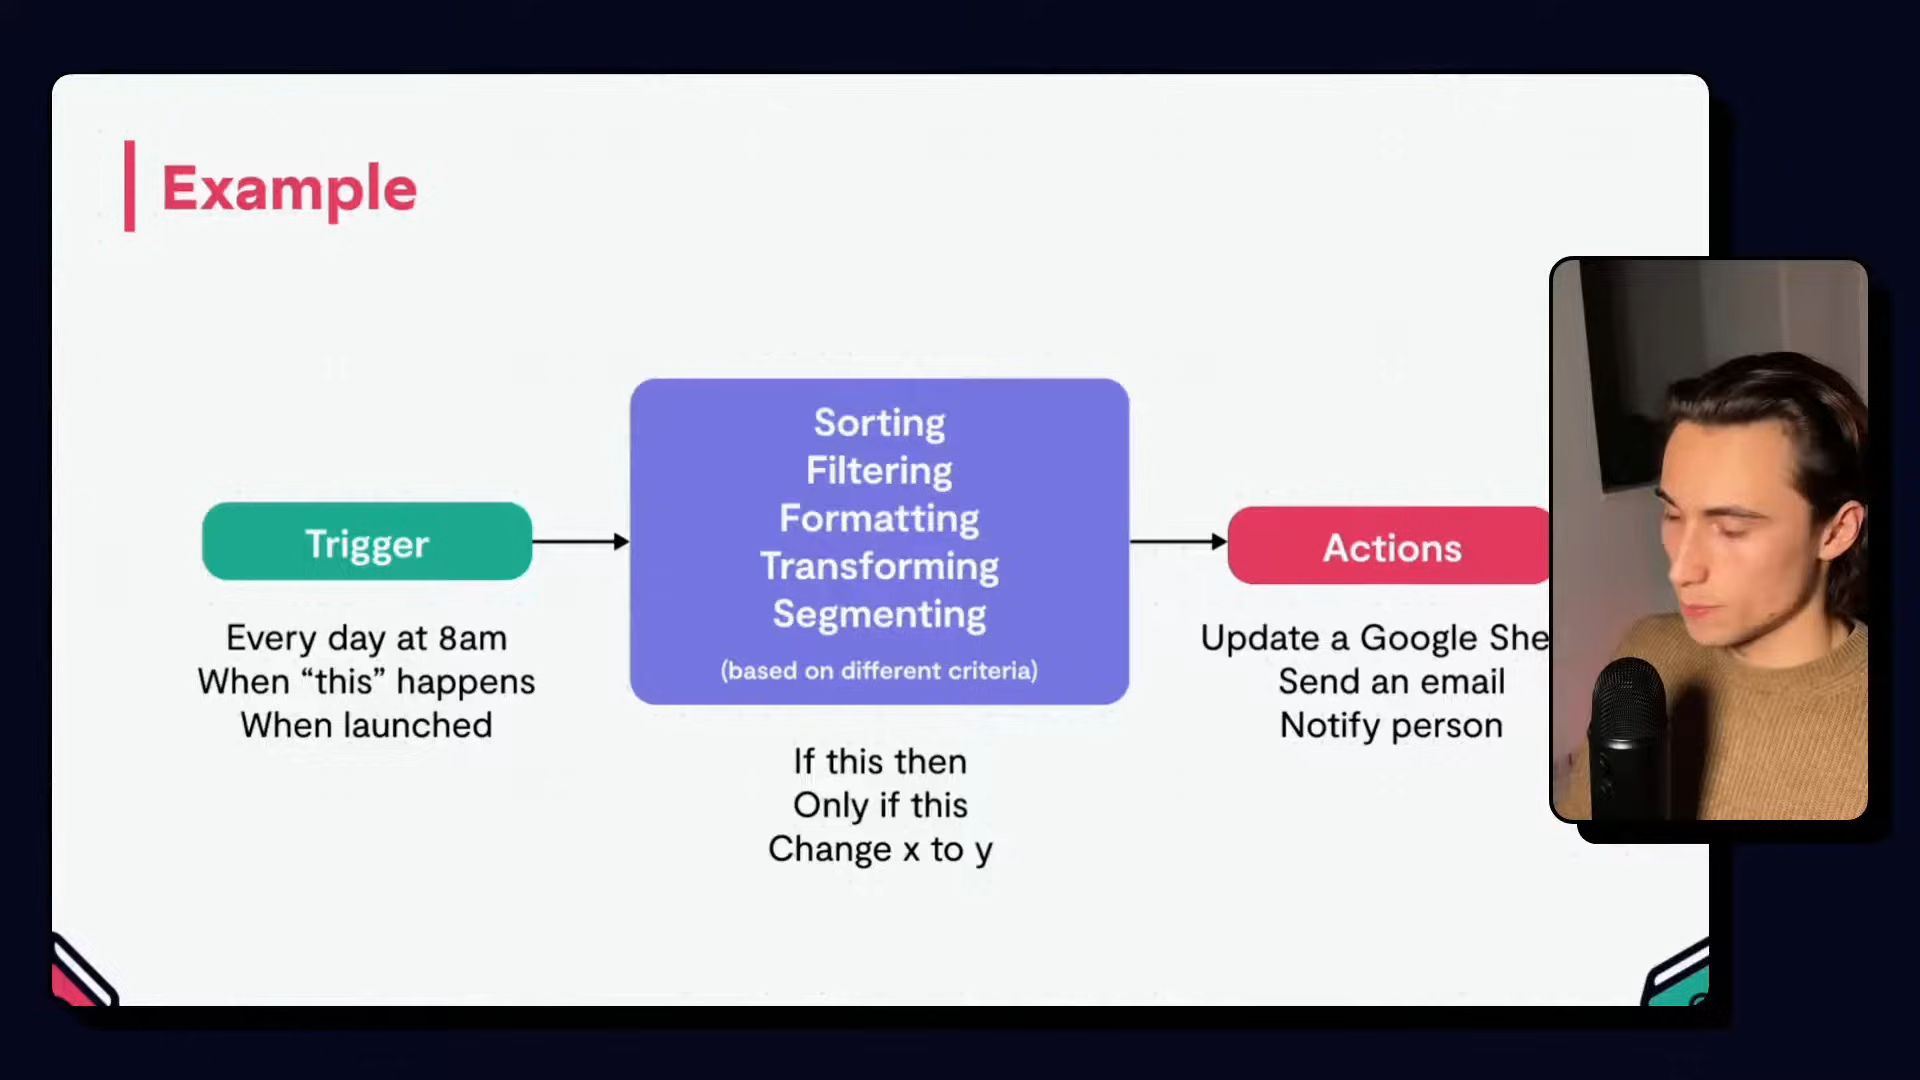 Example
Trigger
Every day at 8am
When “this” happens
When launched
Sorting
Filtering
Formatting
Transforming
Segmenting
(based on different criteria)
If this then
Only if this
Change x to y
Actions
Update a Google She
Send an email
Notify person